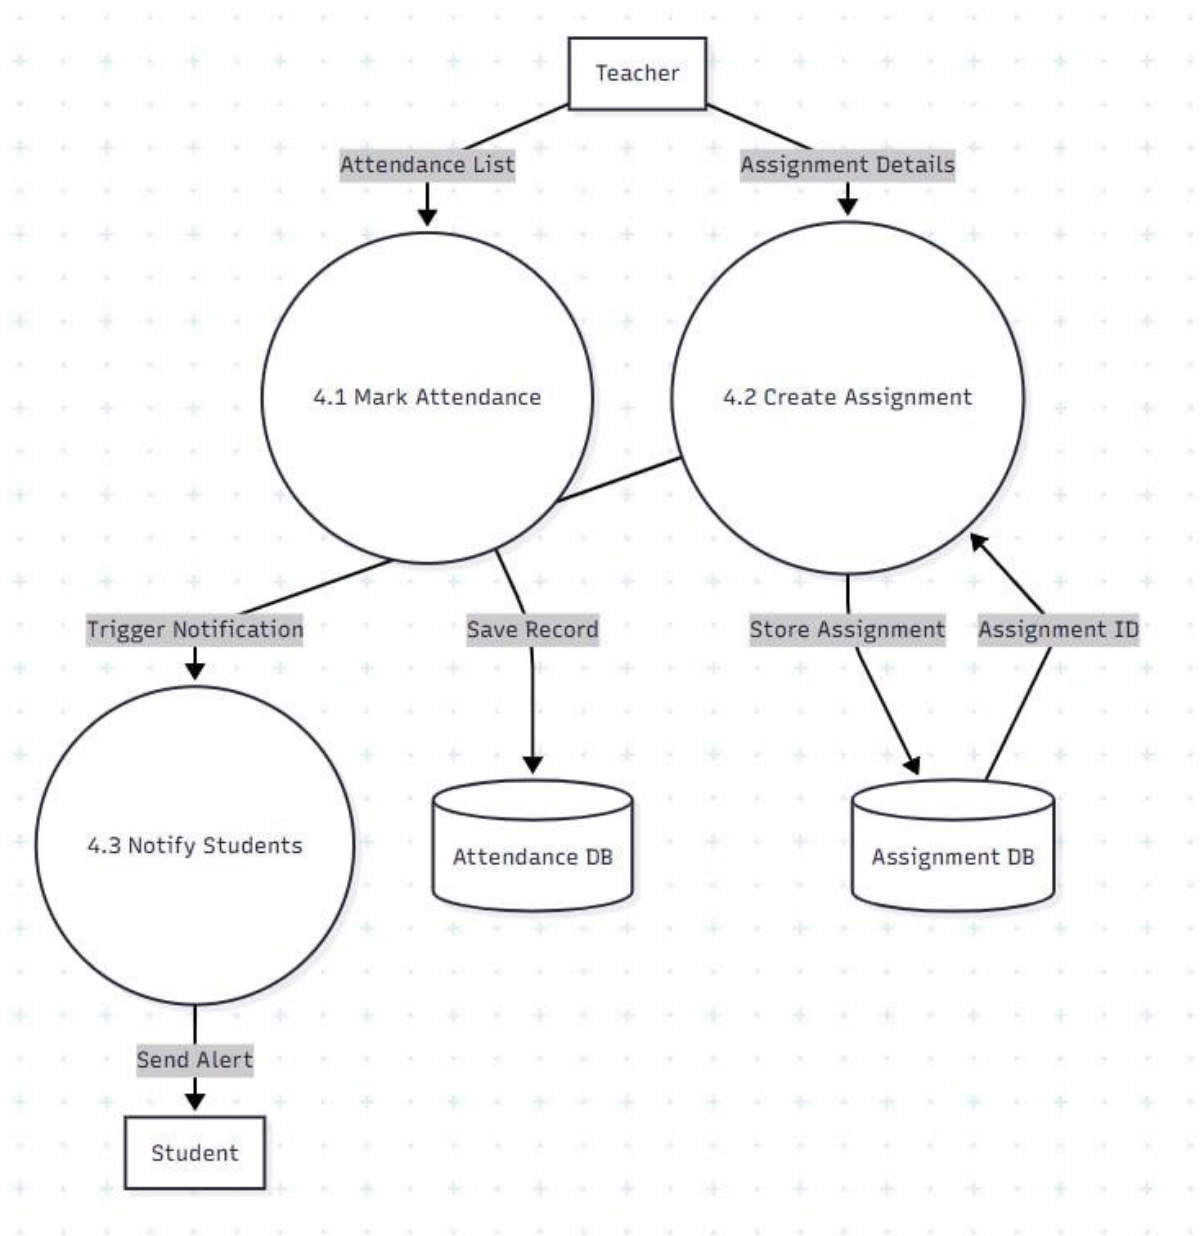 Teacher
Attendance List
Assignment Details
4.1 Mark Attendance
4.2 Create Assignment
Trigger Notification
Save Record
Store Assignment
Assignment ID
4.3 Notify Students
Attendance DB
Assignment DB
Send Alert
Student